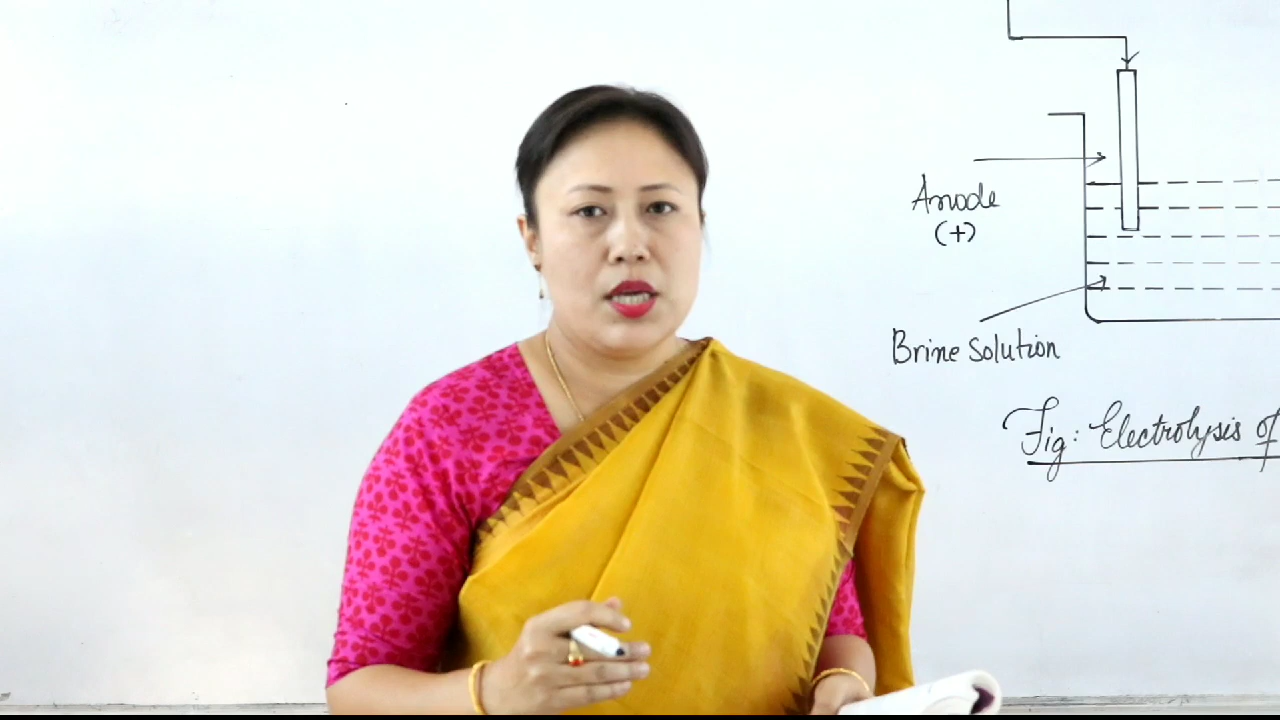 Anode
(+)
Brine Solution
Fig: Electrolysis of